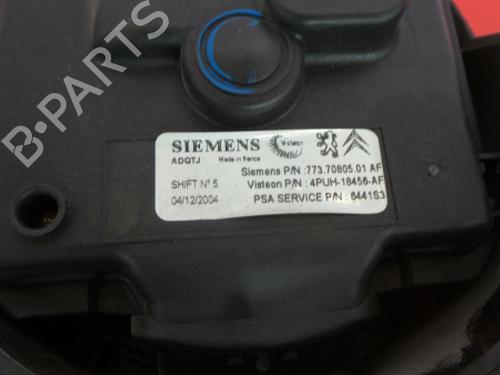 B-PARTS
SIEMENS
Visteon
ADQTJ
Made in france
Siemens P/N :773.70805.01 AF
SHIFT N° 5
Visteon P/N : 4PUH-18456-AF
04/12/2004
PSA SERVICE P/N : 6441S3